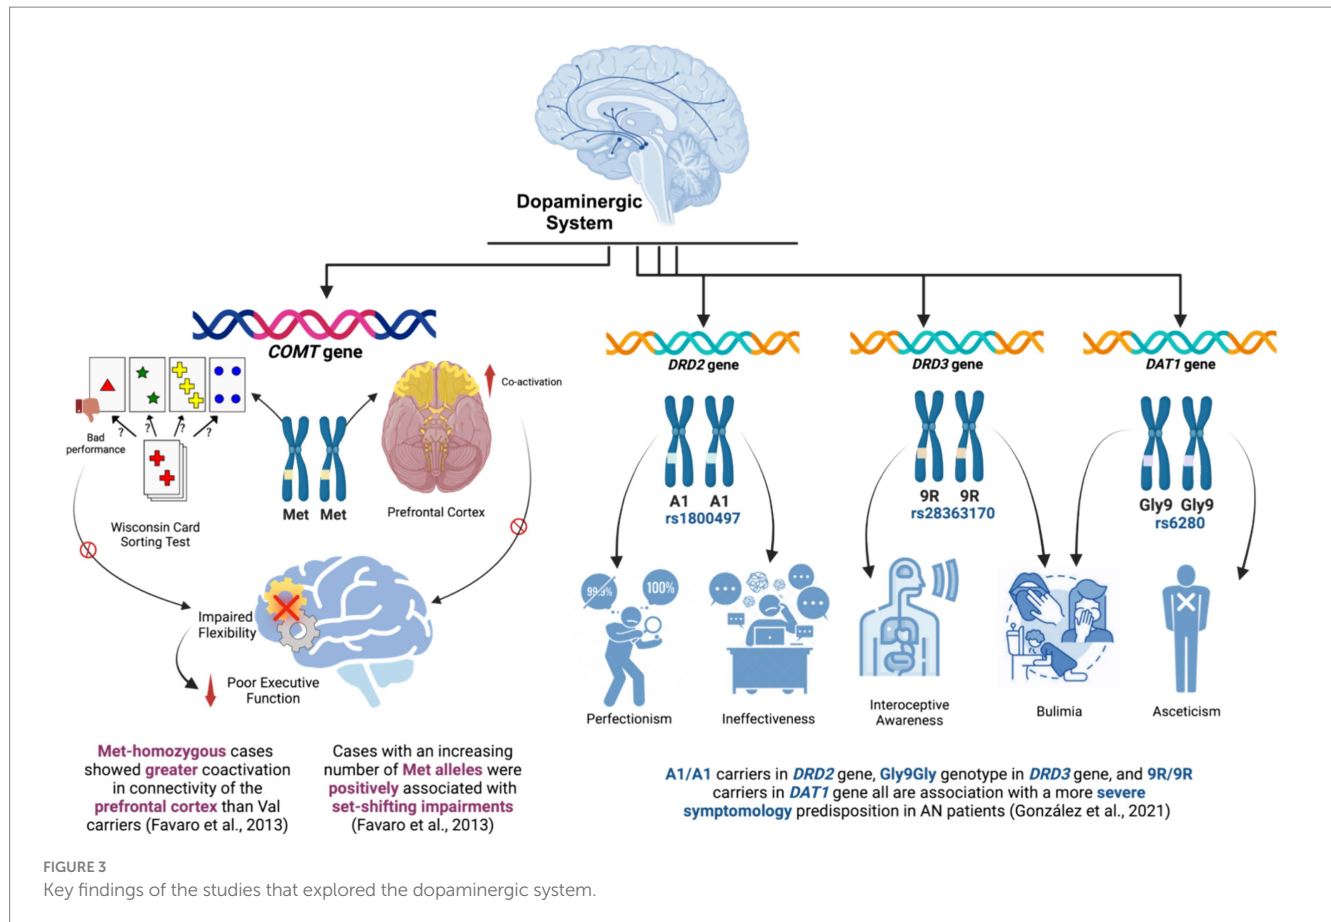 Dopaminergic
System
COMT gene
DRD2 gene
DRD3 gene
DAT1 gene
Co-activation
Bad
performance
?
?
?
?
Wisconsin Card
Sorting Test
Met Met
Prefrontal Cortex
A1 A1
rs1800497
9R 9R
rs28363170
Gly9 Gly9
rs6280
Impaired
Flexibility
Poor Executive
Function
99.9%
100%
Perfectionism
Ineffectiveness
Interoceptive
Awareness
Bulimia
Asceticism
Met-homozygous cases
showed greater coactivation
in connectivity of the
prefrontal cortex than Val
carriers (Favaro et al., 2013)
Cases with an increasing
number of Met alleles were
positively associated with
set-shifting impairments
(Favaro et al., 2013)
A1/A1 carriers in DRD2 gene, Gly9Gly genotype in DRD3 gene, and 9R/9R
carriers in DAT1 gene all are association with a more severe
symptomology predisposition in AN patients (González et al., 2021)
FIGURE 3
Key findings of the studies that explored the dopaminergic system.